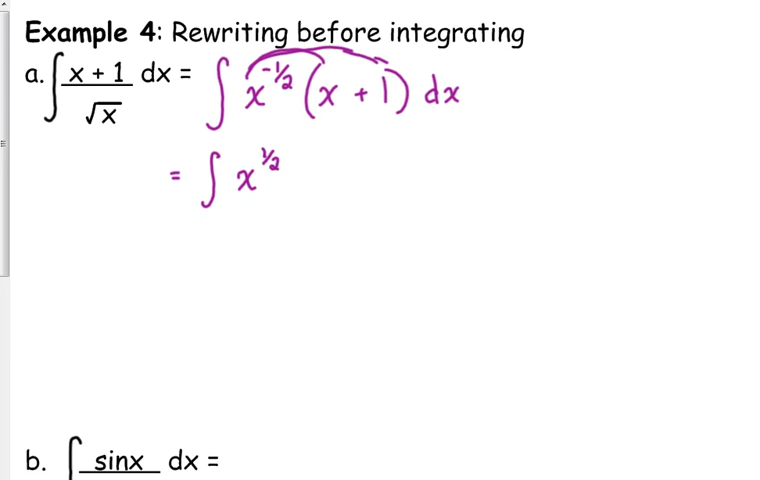 Example 4: Rewriting before integrating
a. ∫ (x + 1)/√x dx = ∫ x^(-1/2) (x + 1) dx
= ∫ x^(1/2)
b. ∫ sinx dx =